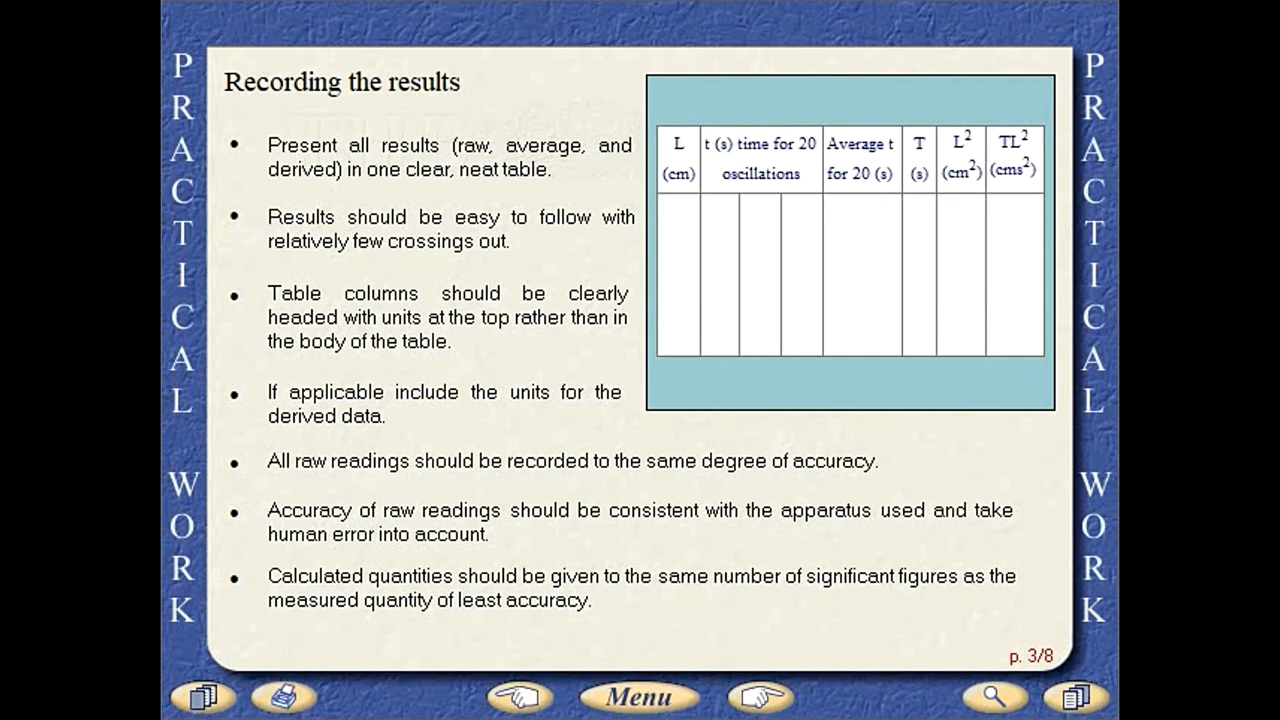 PRACTICAL WORK
Recording the results
• Present all results (raw, average, and
derived) in one clear, neat table.
• Results should be easy to follow with
relatively few crossings out.
• Table columns should be clearly
headed with units at the top rather than in
the body of the table.
• If applicable include the units for the
derived data.
• All raw readings should be recorded to the same degree of accuracy.
• Accuracy of raw readings should be consistent with the apparatus used and take
human error into account.
• Calculated quantities should be given to the same number of significant figures as the
measured quantity of least accuracy.
L t (s) time for 20 Average t T L² TL²
(cm) oscillations for 20 (s) (s) (cm²) (cms²)
PRACTICAL WORK
p. 3/8
Menu